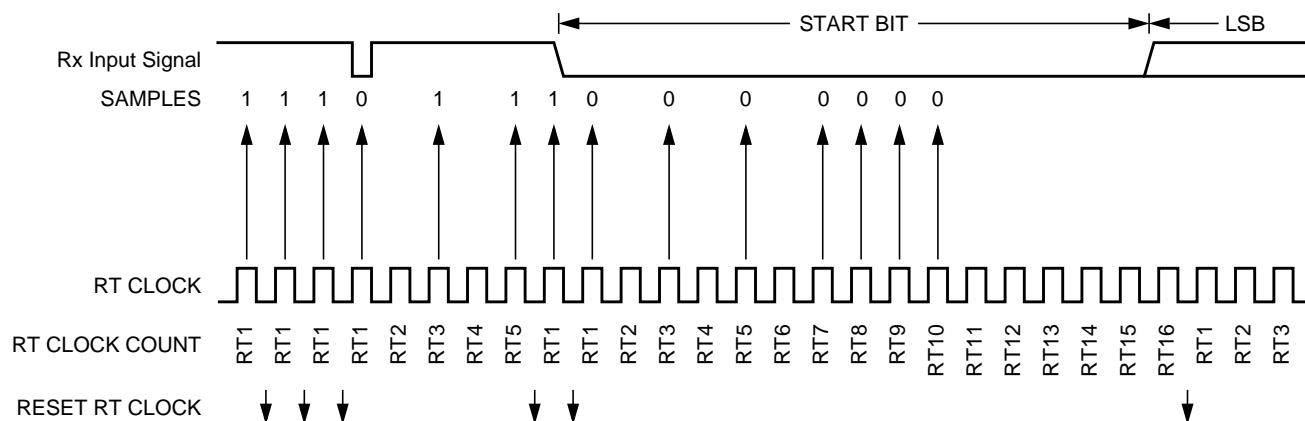 START BIT LSB
Rx Input Signal
SAMPLES 1 1 1 0 1 1 1 0 0 0 0 0 0 0
RT CLOCK
RT CLOCK COUNT RT1 RT1 RT1 RT1 RT2 RT3 RT4 RT5 RT1 RT1 RT2 RT3 RT4 RT5 RT6 RT7 RT8 RT9 RT10 RT11 RT12 RT13 RT14 RT15 RT16 RT1 RT2 RT3
RESET RT CLOCK